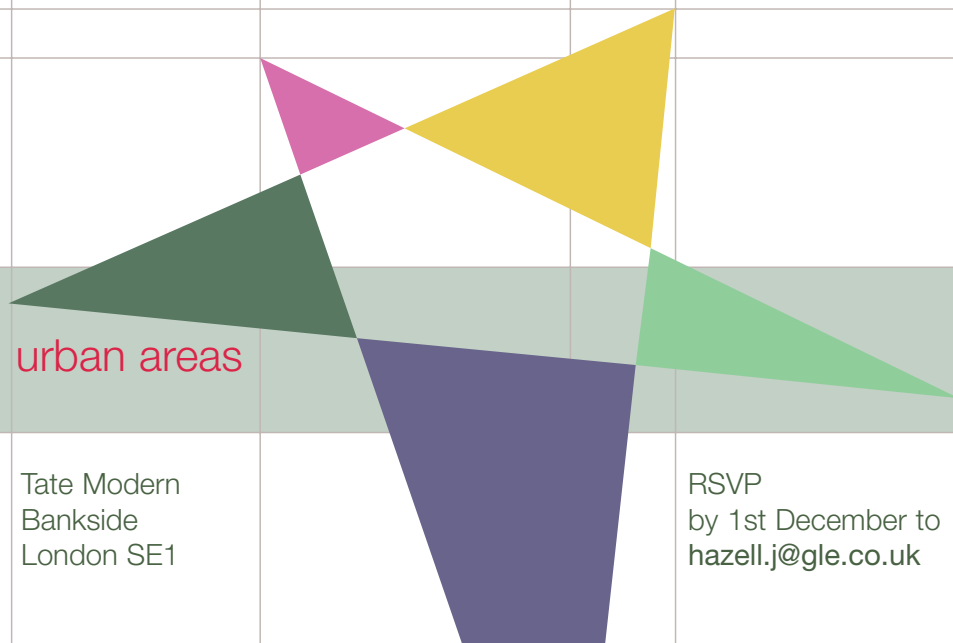 urban areas
Tate Modern
Bankside
London SE1
RSVP
by 1st December to
hazell.j@gle.co.uk